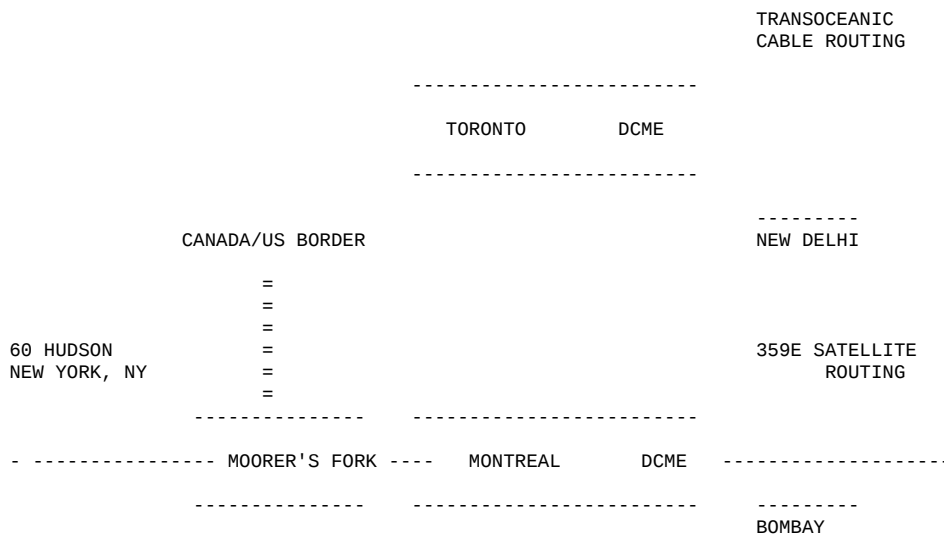 TRANSOCEANIC
CABLE ROUTING
-------------------------
TORONTO DCME
-------------------------
---------
CANADA/US BORDER NEW DELHI
=
=
=
60 HUDSON = 359E SATELLITE
NEW YORK, NY = ROUTING
=
--------------- -------------------------
- ---------------- MOORER'S FORK ---- MONTREAL DCME --------------------
--------------- ------------------------- ---------
BOMBAY